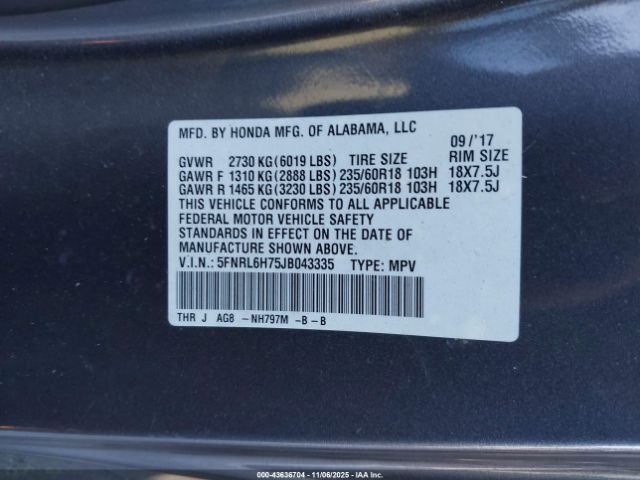 MFD. BY HONDA MFG. OF ALABAMA, LLC 09/'17
GVWR 2730 KG(6019 LBS) TIRE SIZE RIM SIZE
GAWR F 1310 KG(2888 LBS)235/60R18 103H 18X7.5J
GAWR R 1465 KG(3230 LBS)235/60R18 103H 18X7.5J
THIS VEHICLE CONFORMS TO ALL APPLICABLE
FEDERAL MOTOR VEHICLE SAFETY
STANDARDS IN EFFECT ON THE DATE OF
MANUFACTURE SHOWN ABOVE.
V.I.N.: 5FNRL6H75JB043335 TYPE: MPV
THR J AG8 -NH797M -B-B
©-43636704 - 11/06/2025 - IAA Inc.